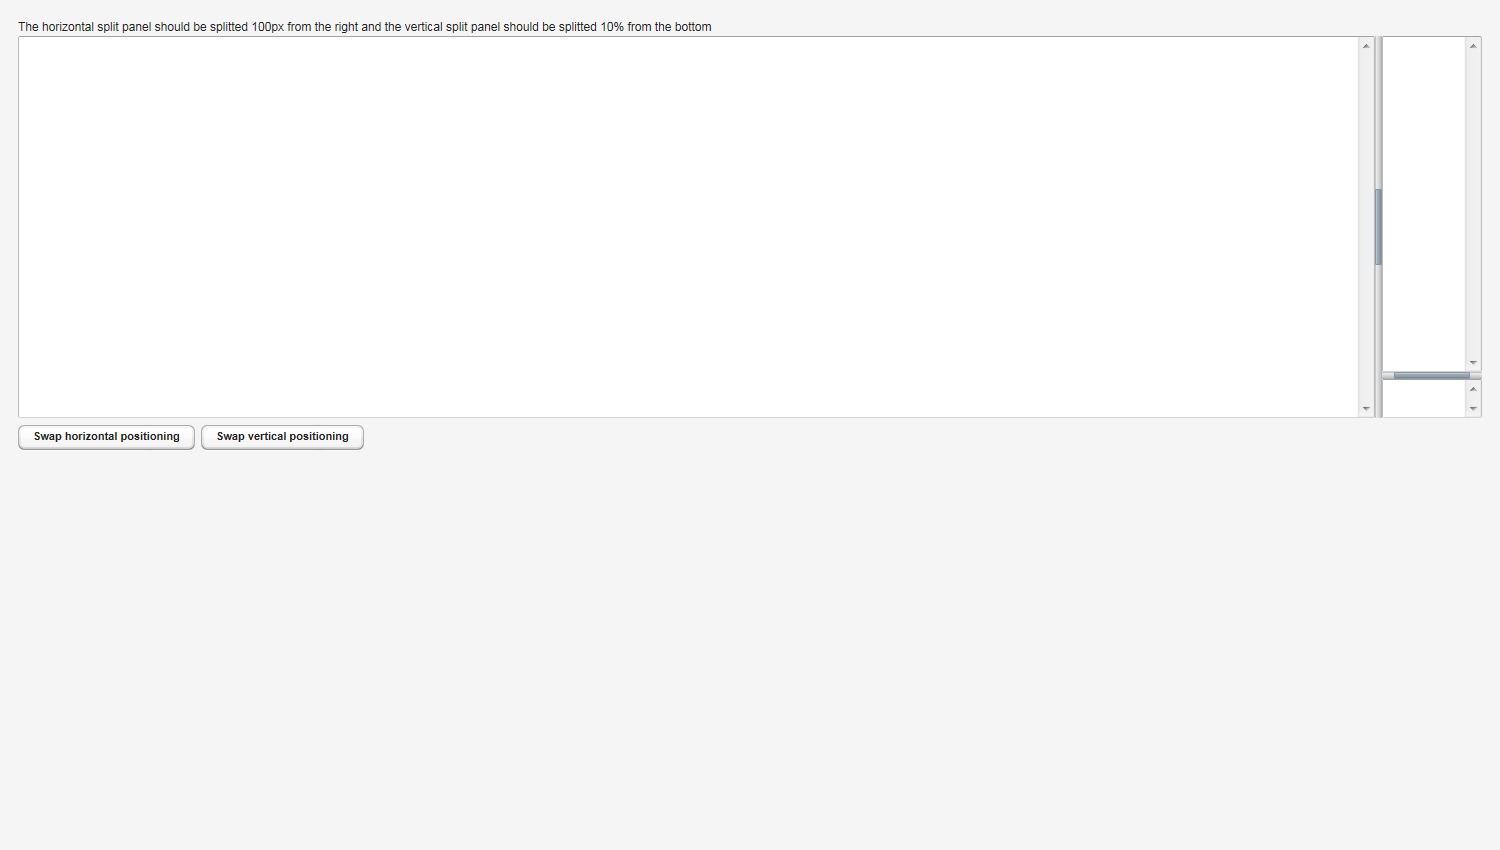 The horizontal split panel should be splitted 100px from the right and the vertical split panel should be splitted 10% from the bottom
Swap horizontal positioning Swap vertical positioning